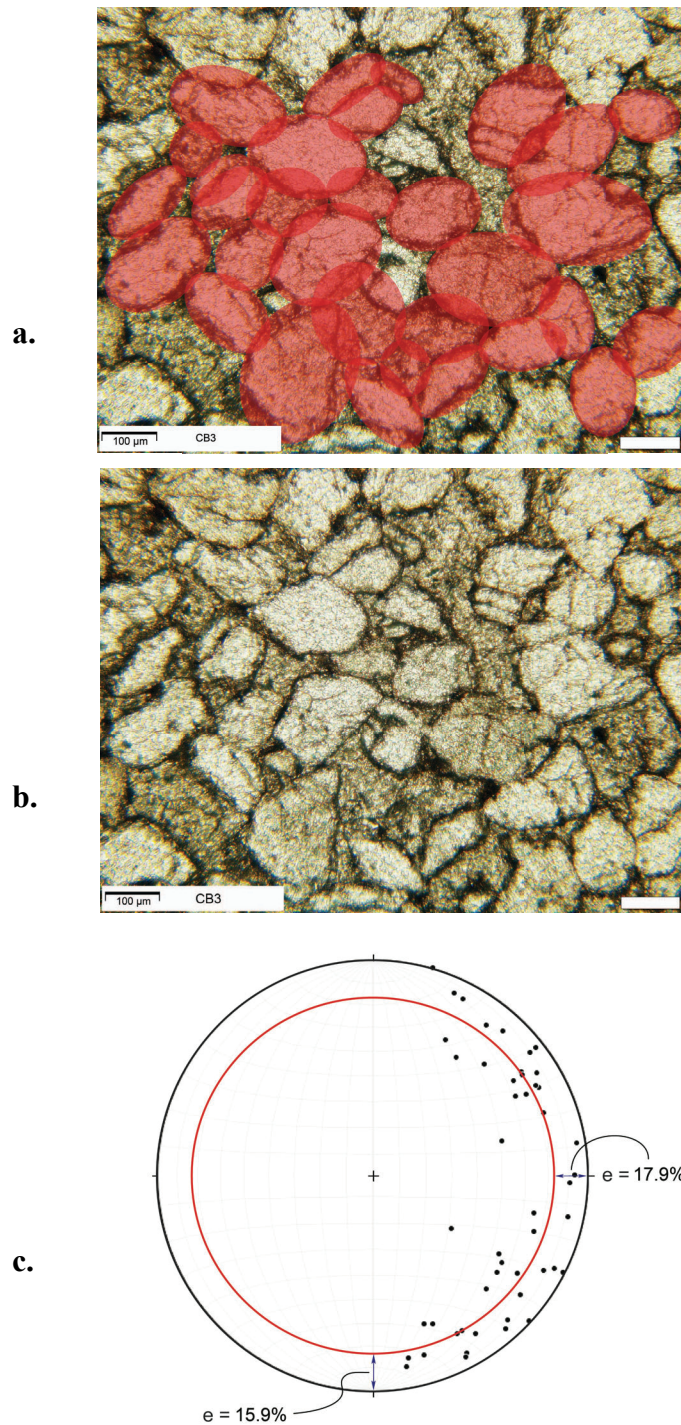 a.
100 µm CB3
b.
100 µm CB3
e = 17.9%
c.
e = 15.9%